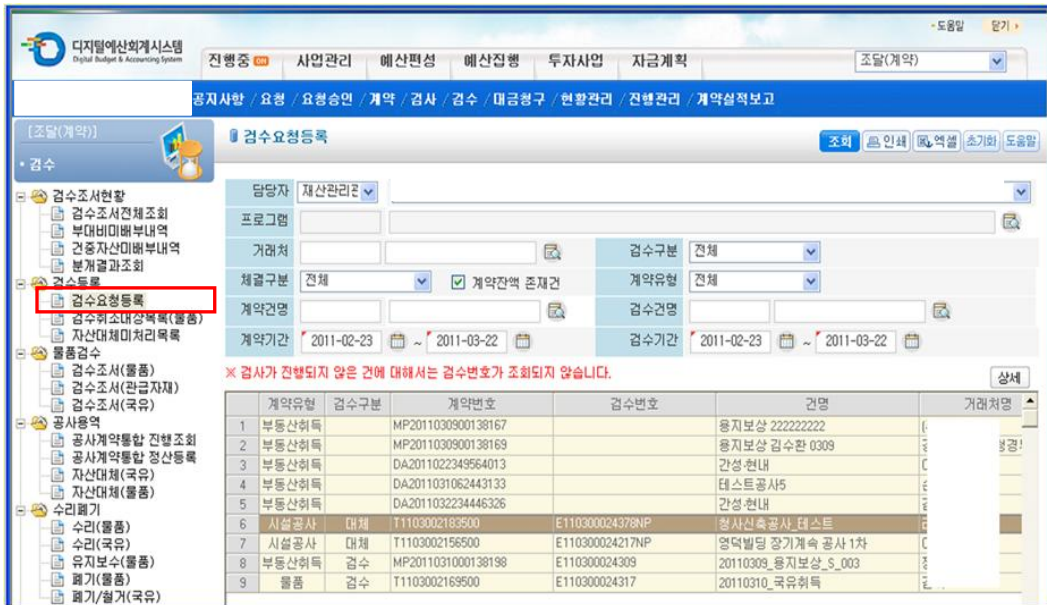 디지털예산회계시스템
Digital Budget & Accounting System
• 도움말 닫기
진행중 ON 사업관리 예산편성 예산집행 투자사업 자금계획 조달(계약)
공지사항 / 요청 / 요청승인 / 계약 / 검사 / 검수 / 대금청구 / 현황관리 / 진행관리 / 계약실적보고
[조달(계약)]
• 검수
검수조서현황
검수조서전체조회
부대비미배부내역
건중자산미배부내역
분개결과조회
검수등록
검수요청등록
검수취소대상목록(물품)
자산대체미처리목록
물품검수
검수조서(물품)
검수조서(관급자재)
검수조서(국유)
공사용역
공사계약통합 진행조회
공사계약통합 정산등록
자산대체(국유)
자산대체(물품)
수리폐기
수리(물품)
수리(국유)
유지보수(물품)
폐기(물품)
폐기/철거(국유)
검수요청등록
조회 인쇄 엑셀 초기화 도움말
담당자 재산관리관
프로그램
거래처 검수구분 전체
체결구분 전체 계약잔액 존재건 계약유형 전체
계약건명 검수건명
계약기간 2011-02-23 ~ 2011-03-22 검수기간 2011-02-23 ~ 2011-03-22
※ 검사가 진행되지 않은 건에 대해서는 검수번호가 조회되지 않습니다.
상세
계약유형 검수구분 계약번호 검수번호 건명 거래처명
1 부동산취득 MP2011030900138167 용지보상 222222222
2 부동산취득 MP2011030900138169 용지보상 김수환 0309
3 부동산취득 DA2011022349564013 간성-현내
4 부동산취득 DA2011031062443133 테스트공사5
5 부동산취득 DA20110322234446326 간성-현내
6 시설공사 대체 T1103002183500 E110300024378NP 청사신축공사_테스트
7 시설공사 대체 T1103002156500 E110300024217NP 영덕빌딩 장기계속 공사 1차
8 부동산취득 검수 MP2011031000138198 E110300024309 20110309_용지보상_S_003
9 물품 검수 T1103002169500 E110300024317 20110310_국유취득